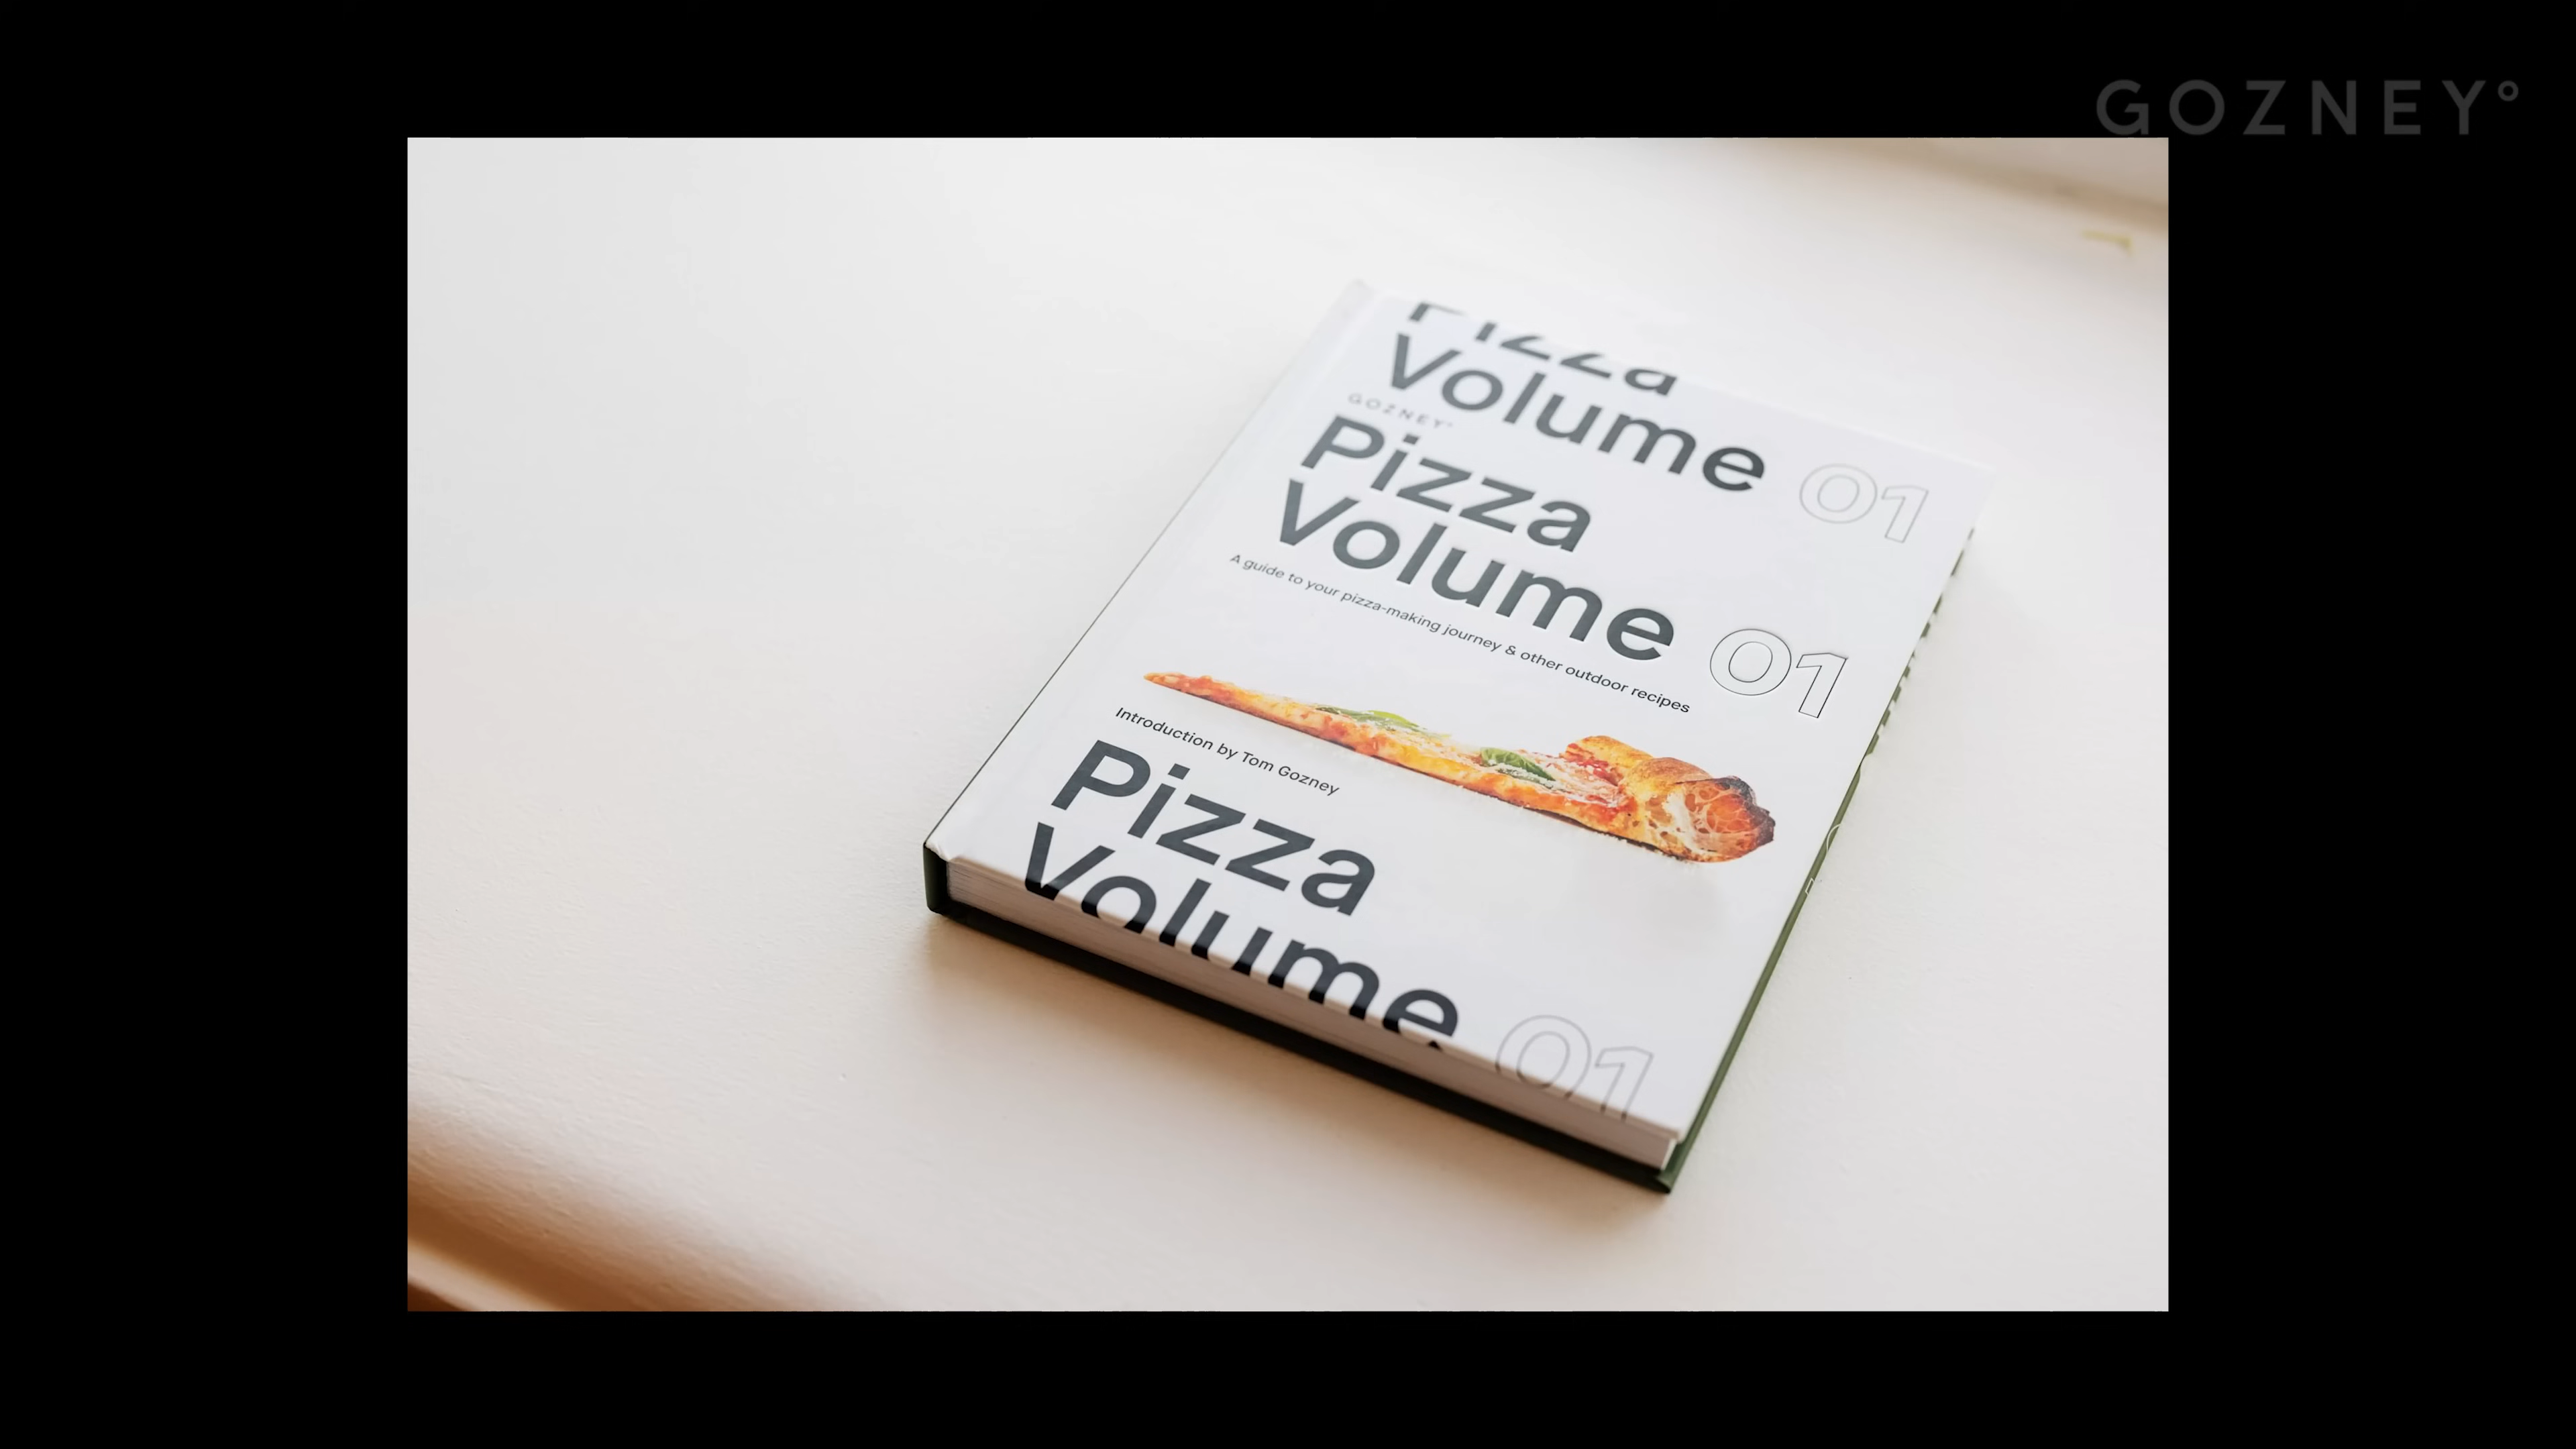 GOZNEY°
Pizza
Volume 01
GOZNEY°
Pizza
Volume 01
A guide to your pizza-making journey & other outdoor recipes
Introduction by Tom Gozney
Pizza
Volume 01